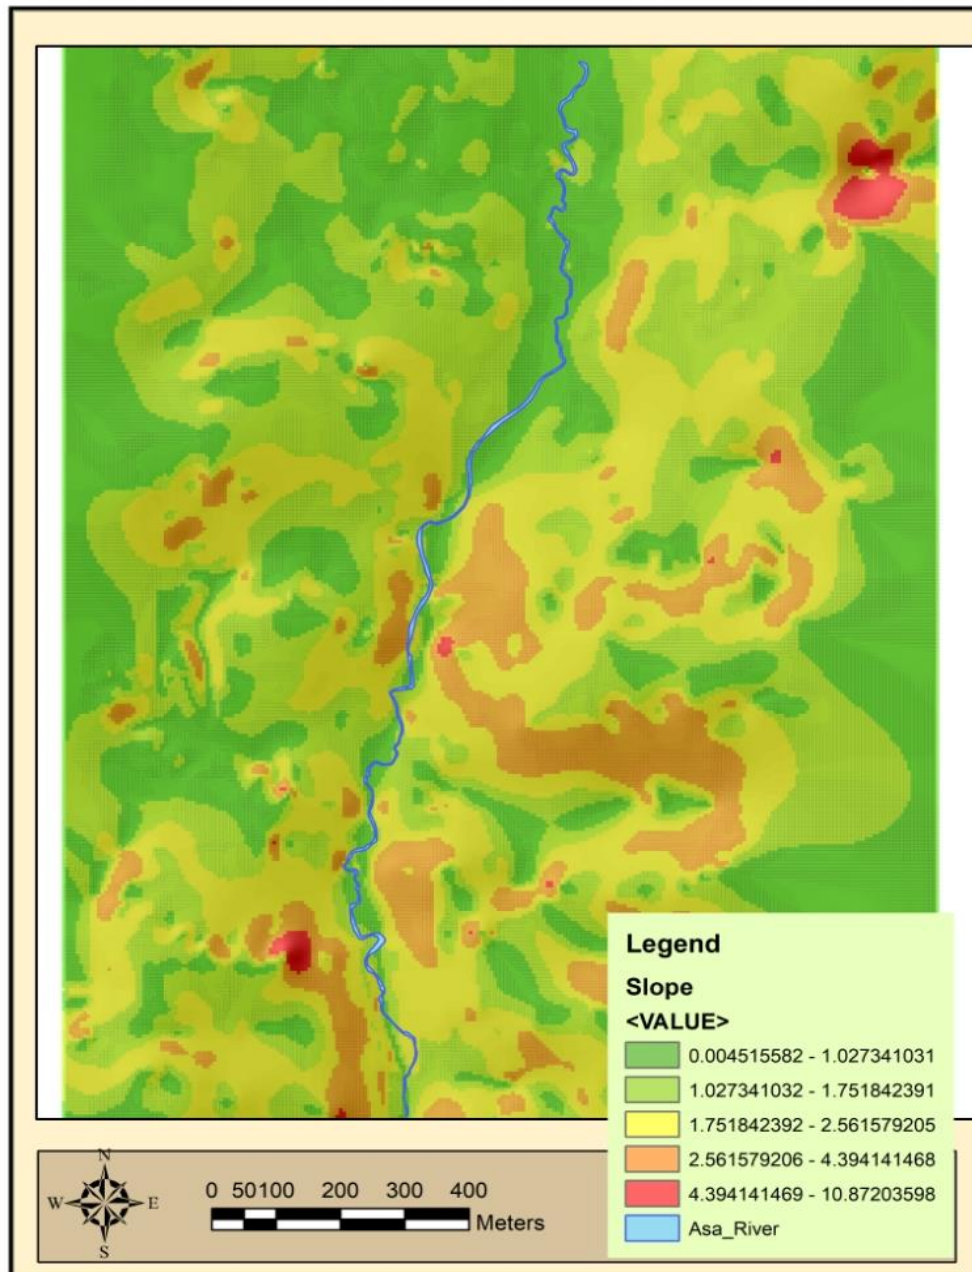 Legend
Slope
<VALUE>
0.004515582 - 1.027341031
1.027341032 - 1.751842391
1.751842392 - 2.561579205
2.561579206 - 4.394141468
4.394141469 - 10.87203598
Asa_River
N
W E
S
0 50100 200 300 400
Meters